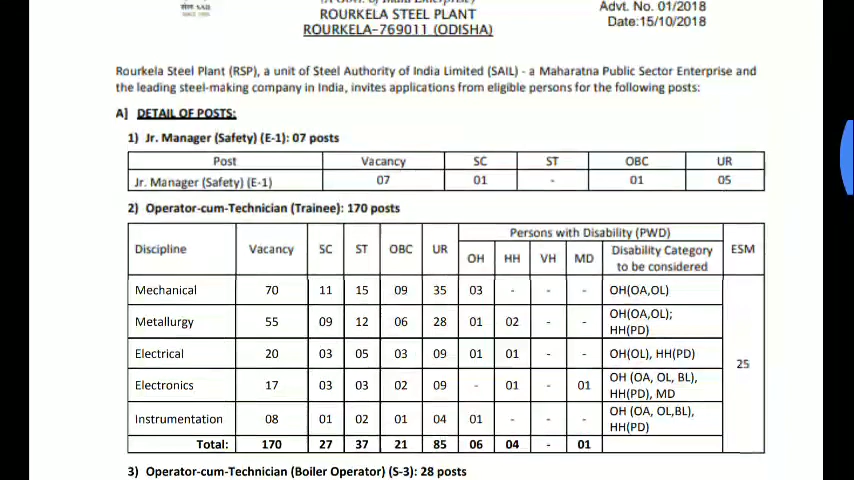 (A Govt. of India Enterprise)
ROURKELA STEEL PLANT
ROURKELA-769011 (ODISHA)
Advt. No. 01/2018
Date:15/10/2018
Rourkela Steel Plant (RSP), a unit of Steel Authority of India Limited (SAIL) - a Maharatna Public Sector Enterprise and
the leading steel-making company in India, invites applications from eligible persons for the following posts:
A] DETAIL OF POSTS:
1) Jr. Manager (Safety) (E-1): 07 posts
Post Vacancy SC ST OBC UR
Jr. Manager (Safety) (E-1) 07 01 - 01 05
2) Operator-cum-Technician (Trainee): 170 posts
Discipline Vacancy SC ST OBC UR Persons with Disability (PWD) ESM
OH HH VH MD Disability Category
to be considered
Mechanical 70 11 15 09 35 03 - - - OH(OA,OL)
Metallurgy 55 09 12 06 28 01 02 - - OH(OA,OL);
HH(PD)
Electrical 20 03 05 03 09 01 01 - - OH(OL), HH(PD)
25
Electronics 17 03 03 02 09 - 01 - 01 OH (OA, OL, BL),
HH(PD), MD
Instrumentation 08 01 02 01 04 01 - - - OH (OA, OL,BL),
HH(PD)
Total: 170 27 37 21 85 06 04 - 01
3) Operator-cum-Technician (Boiler Operator) (S-3): 28 posts